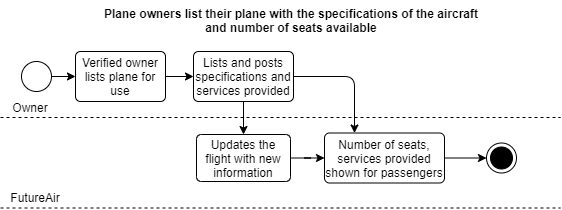 Plane owners list their plane with the specifications of the aircraft
and number of seats available
Verified owner
lists plane for
use
Lists and posts
specifications and
services provided
Owner
Updates the
flight with new
information
Number of seats,
services provided
shown for passengers
FutureAir